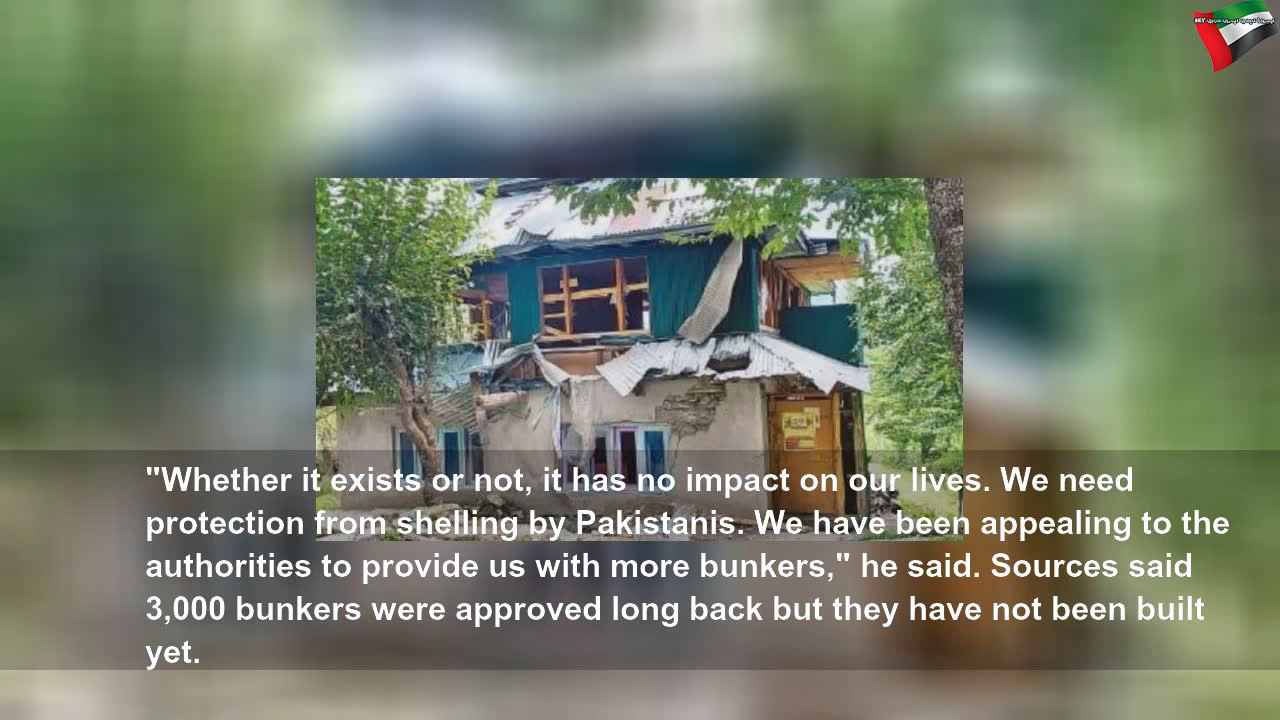 "Whether it exists or not, it has no impact on our lives. We need
protection from shelling by Pakistanis. We have been appealing to the
authorities to provide us with more bunkers," he said. Sources said
3,000 bunkers were approved long back but they have not been built
yet.